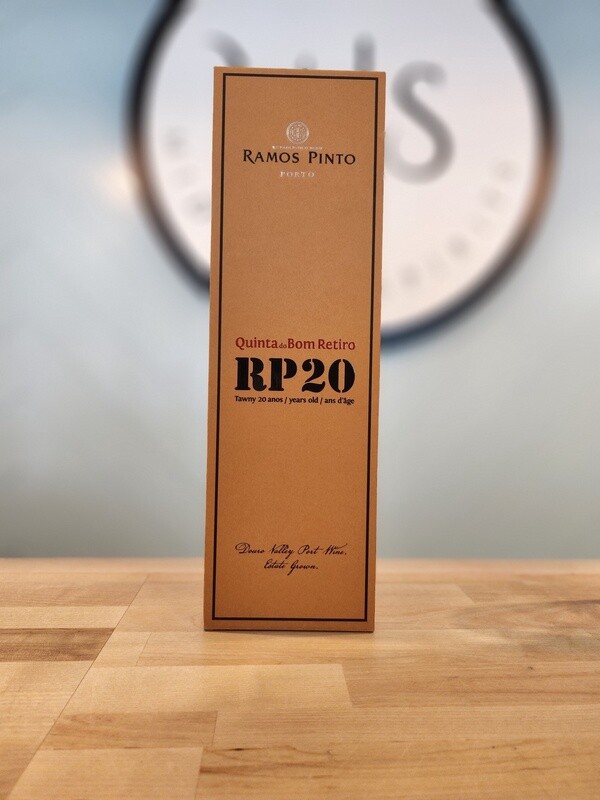 RAMOS PINTO
PORTO
Quinta do Bom Retiro
RP20
Tawny 20 anos / years old / ans d'âge
Douro Valley Port Wine.
Estate Grown.